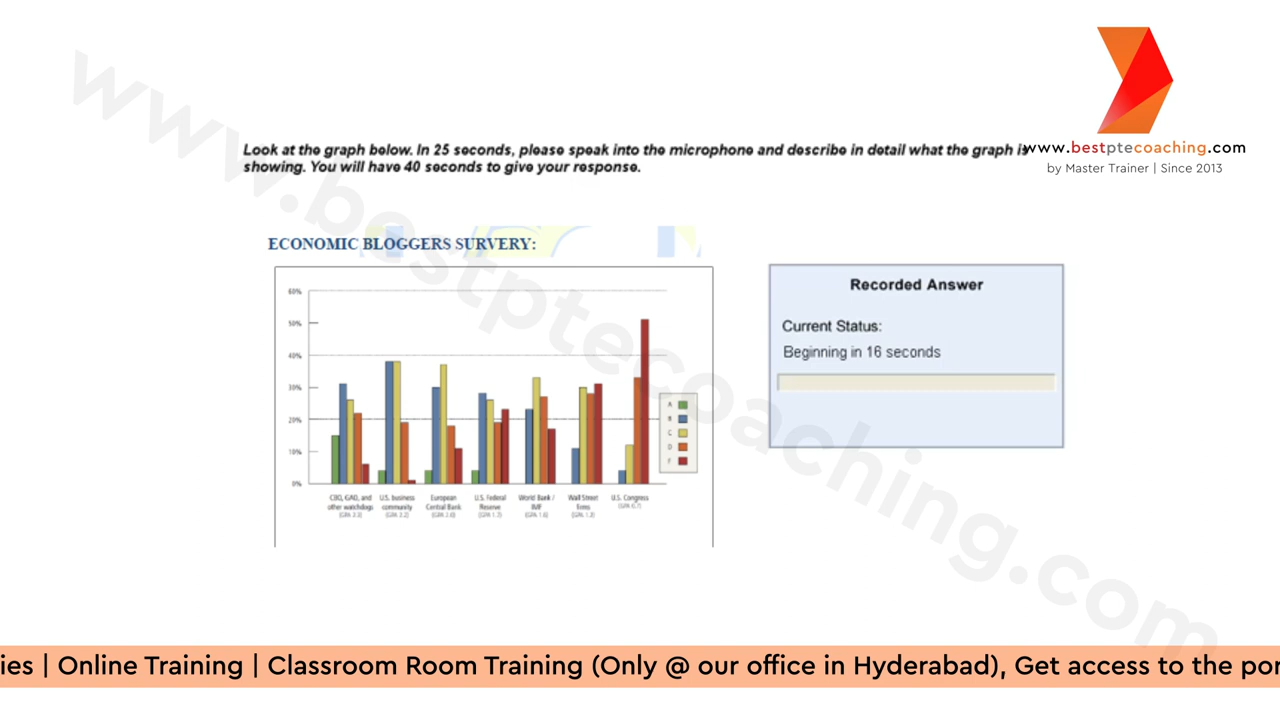 www.bestptecoaching.com
by Master Trainer | Since 2013
Look at the graph below. In 25 seconds, please speak into the microphone and describe in detail what the graph is
showing. You will have 40 seconds to give your response.
ECONOMIC BLOGGERS SURVERY:
60%
50%
40%
30%
20%
10%
0%
CBO, GAO, and
other watchdogs
U.S. business
community
European
Central Bank
U.S. Federal
Reserve
World Bank /
IMF
Wall Street
firms
U.S. Congress
A
B
C
D
F
Recorded Answer
Current Status:
Beginning in 16 seconds
www.bestptecoaching.com
ies | Online Training | Classroom Room Training (Only @ our office in Hyderabad), Get access to the por